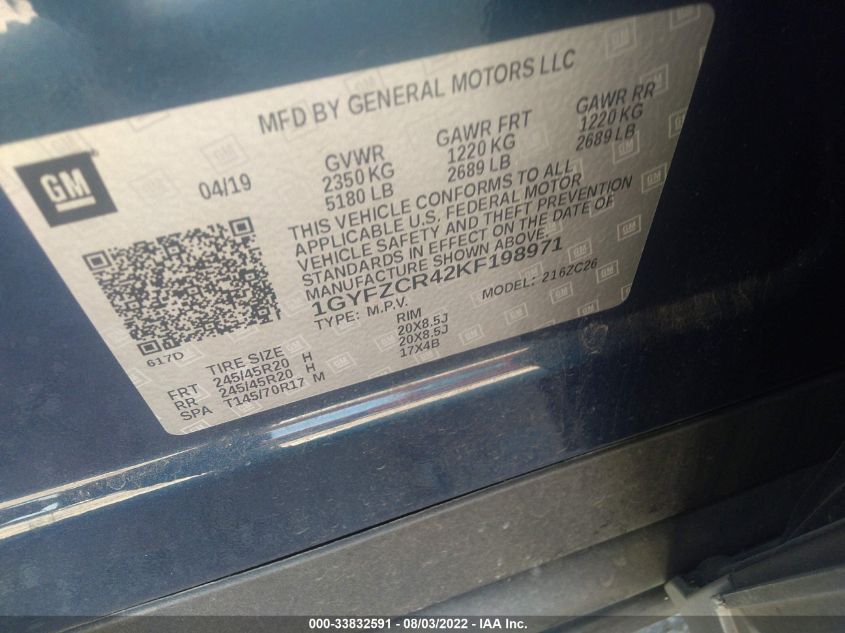 MFD BY GENERAL MOTORS LLC
GM
04/19
GVWR
2350 KG
5180 LB
GAWR FRT
1220 KG
2689 LB
GAWR RR
1220 KG
2689 LB
THIS VEHICLE CONFORMS TO ALL
APPLICABLE U.S. FEDERAL MOTOR
VEHICLE SAFETY AND THEFT PREVENTION
STANDARDS IN EFFECT ON THE DATE OF
MANUFACTURE SHOWN ABOVE.
1GYFZCR42KF198971
TYPE: M.P.V. MODEL: 216ZC26
617D
TIRE SIZE RIM
FRT 245/45R20 H 20X8.5J
RR 245/45R20 H 20X8.5J
SPA T145/70R17 M 17X4B
000-33832591 - 08/03/2022 - IAA Inc.